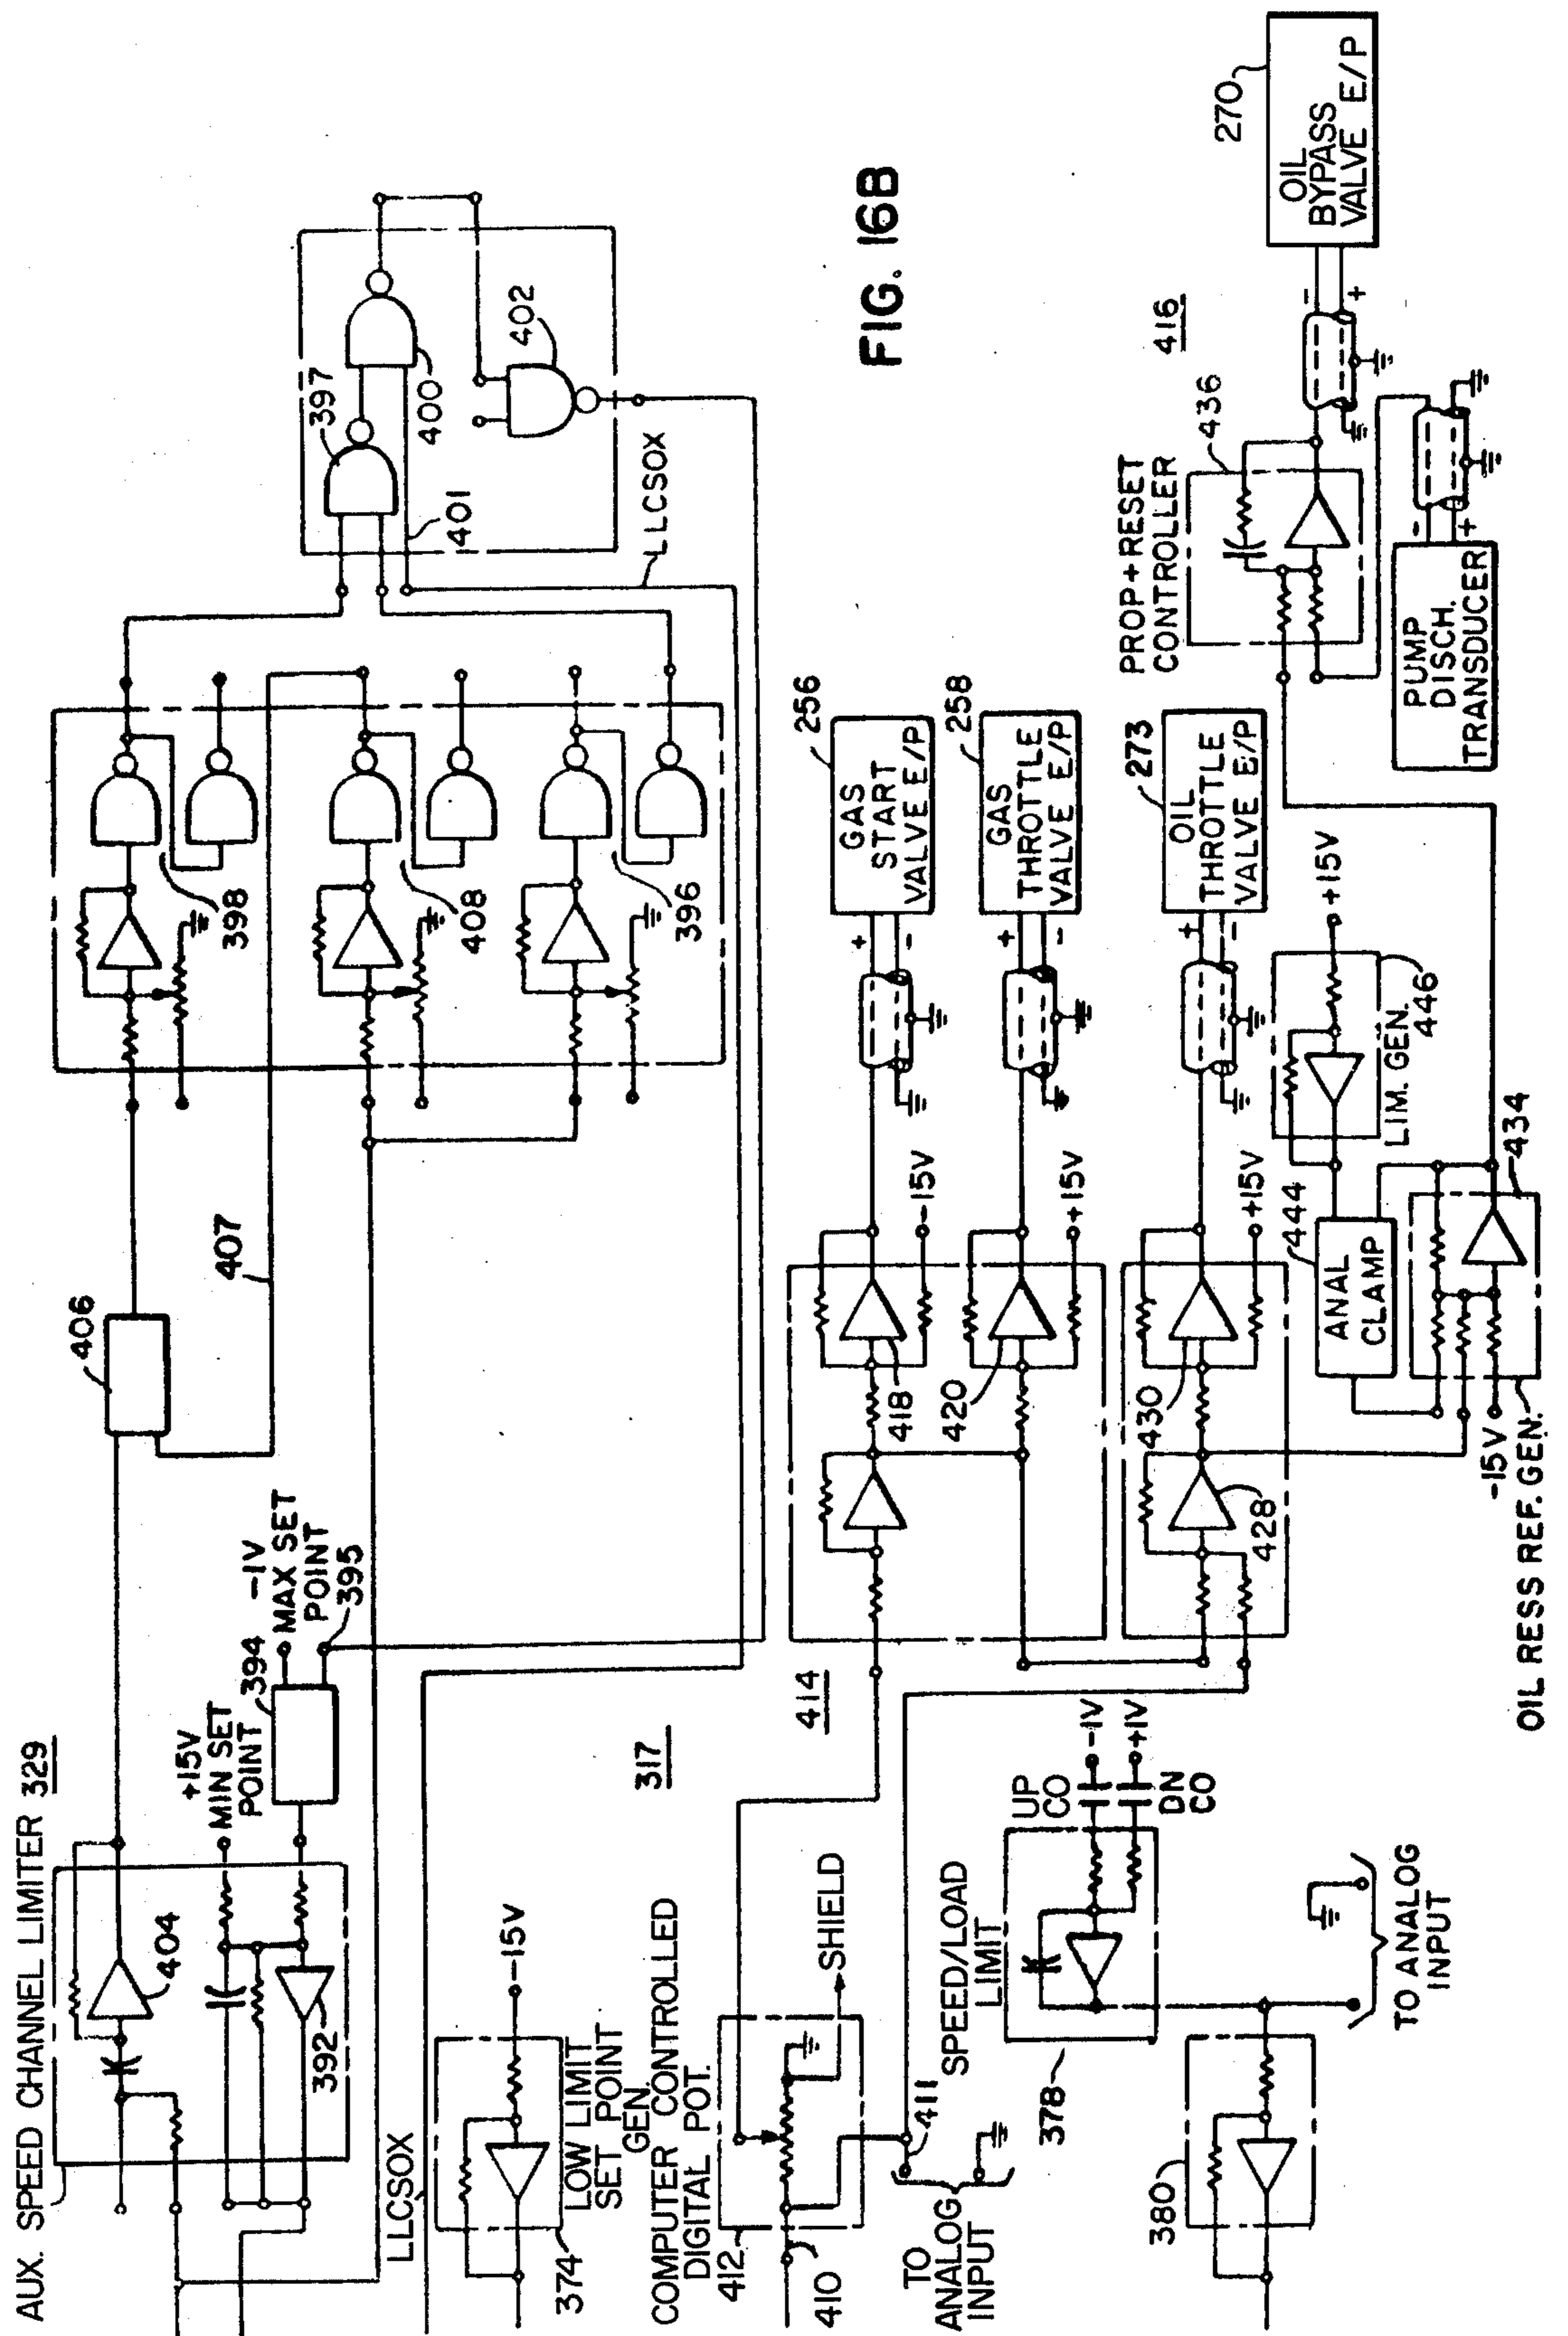 AUX. SPEED CHANNEL LIMITER 329
404
392
+15V
MIN SET
POINT
394
-1V
MAX SET
POINT
395
406
407
398
408
396
397
400
401
402
LLCSOX
LLCSOX
FIG. 16B
374
LOW LIMIT
SET POINT
GEN.
-15V
317
COMPUTER CONTROLLED
DIGITAL POT.
412
410
SHIELD
411
TO
ANALOG
INPUT
414
418
420
-15V
+15V
+
-
GAS
START
VALVE E/P
256
+
-
GAS
THROTTLE
VALVE E/P
258
428
430
+15V
+
-
OIL
THROTTLE
VALVE E/P
273
SPEED/LOAD
LIMIT
378
UP
CO
-1V
+1V
DN
CO
380
TO ANALOG
INPUT
444
ANAL
CLAMP
LIM. GEN.
446
+15V
434
-15V
OIL RESS REF. GEN.
PROP+RESET
CONTROLLER
436
416
-
+
OIL
BYPASS
VALVE E/P
270
PUMP
DISCH.
TRANSDUCER
-
+